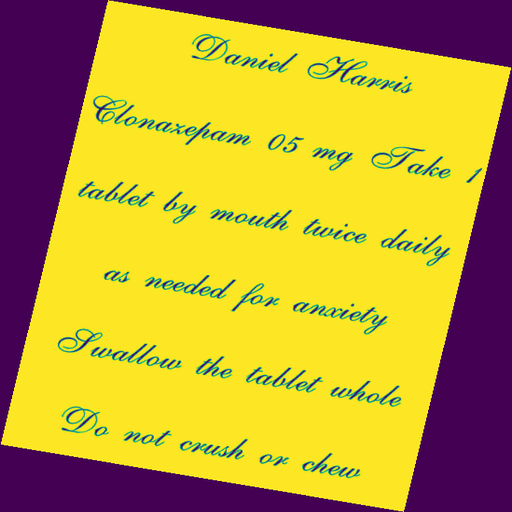 Daniel Harris
Clonazepam 05 mg Take 1
tablet by mouth twice daily
as needed for anxiety
Swallow the tablet whole
Do not crush or chew